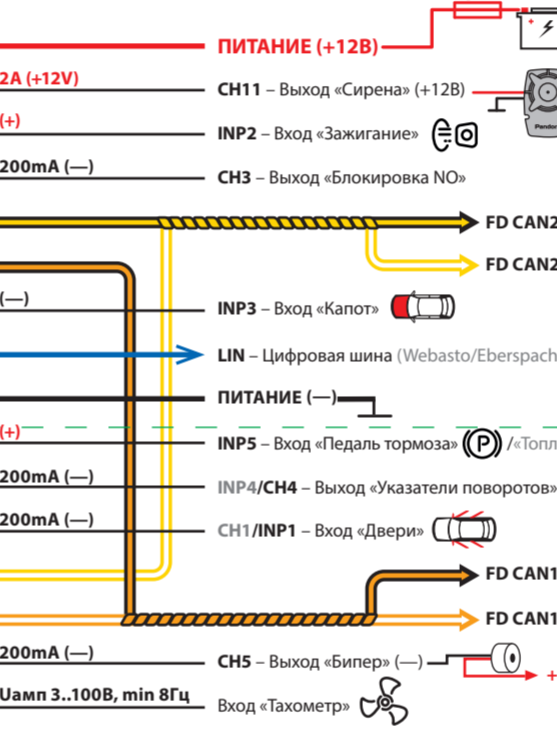 ПИТАНИЕ (+12В)
2A (+12V)
CH11 – Выход «Сирена» (+12В)
Pandora
(+)
INP2 – Вход «Зажигание»
200mA (—)
CH3 – Выход «Блокировка NO»
FD CAN2
FD CAN2
(—)
INP3 – Вход «Капот»
LIN – Цифровая шина (Webasto/Eberspach
ПИТАНИЕ (—)
(+)
INP5 – Вход «Педаль тормоза» (P) /«Топл
200mA (—)
INP4/CH4 – Выход «Указатели поворотов»
200mA (—)
CH1/INP1 – Вход «Двери»
FD CAN1
FD CAN1
200mA (—)
CH5 – Выход «Бипер» (—)
+
Uамп 3..100В, min 8Гц
Вход «Тахометр»